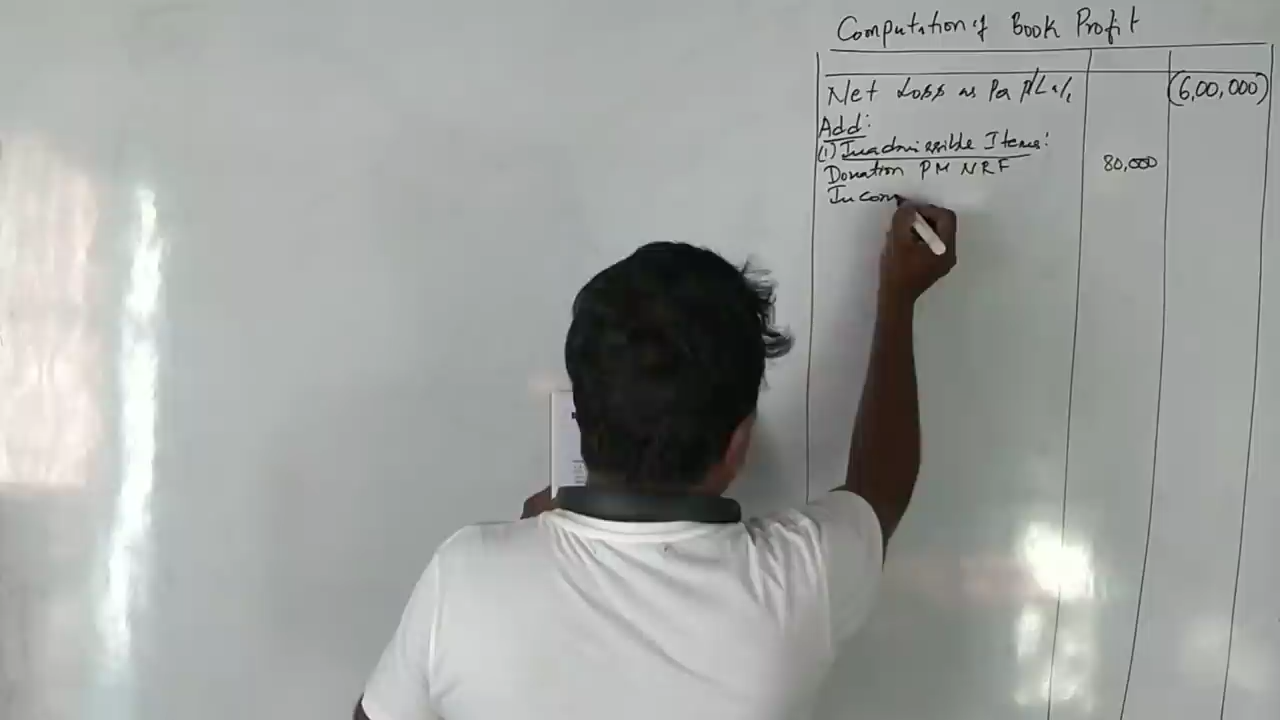 Computation of Book Profit
Net Loss as Per P/L a/c (6,00,000)
Add:
(1) Inadmissible Items:
Donation PM NRF 80,000
Incom